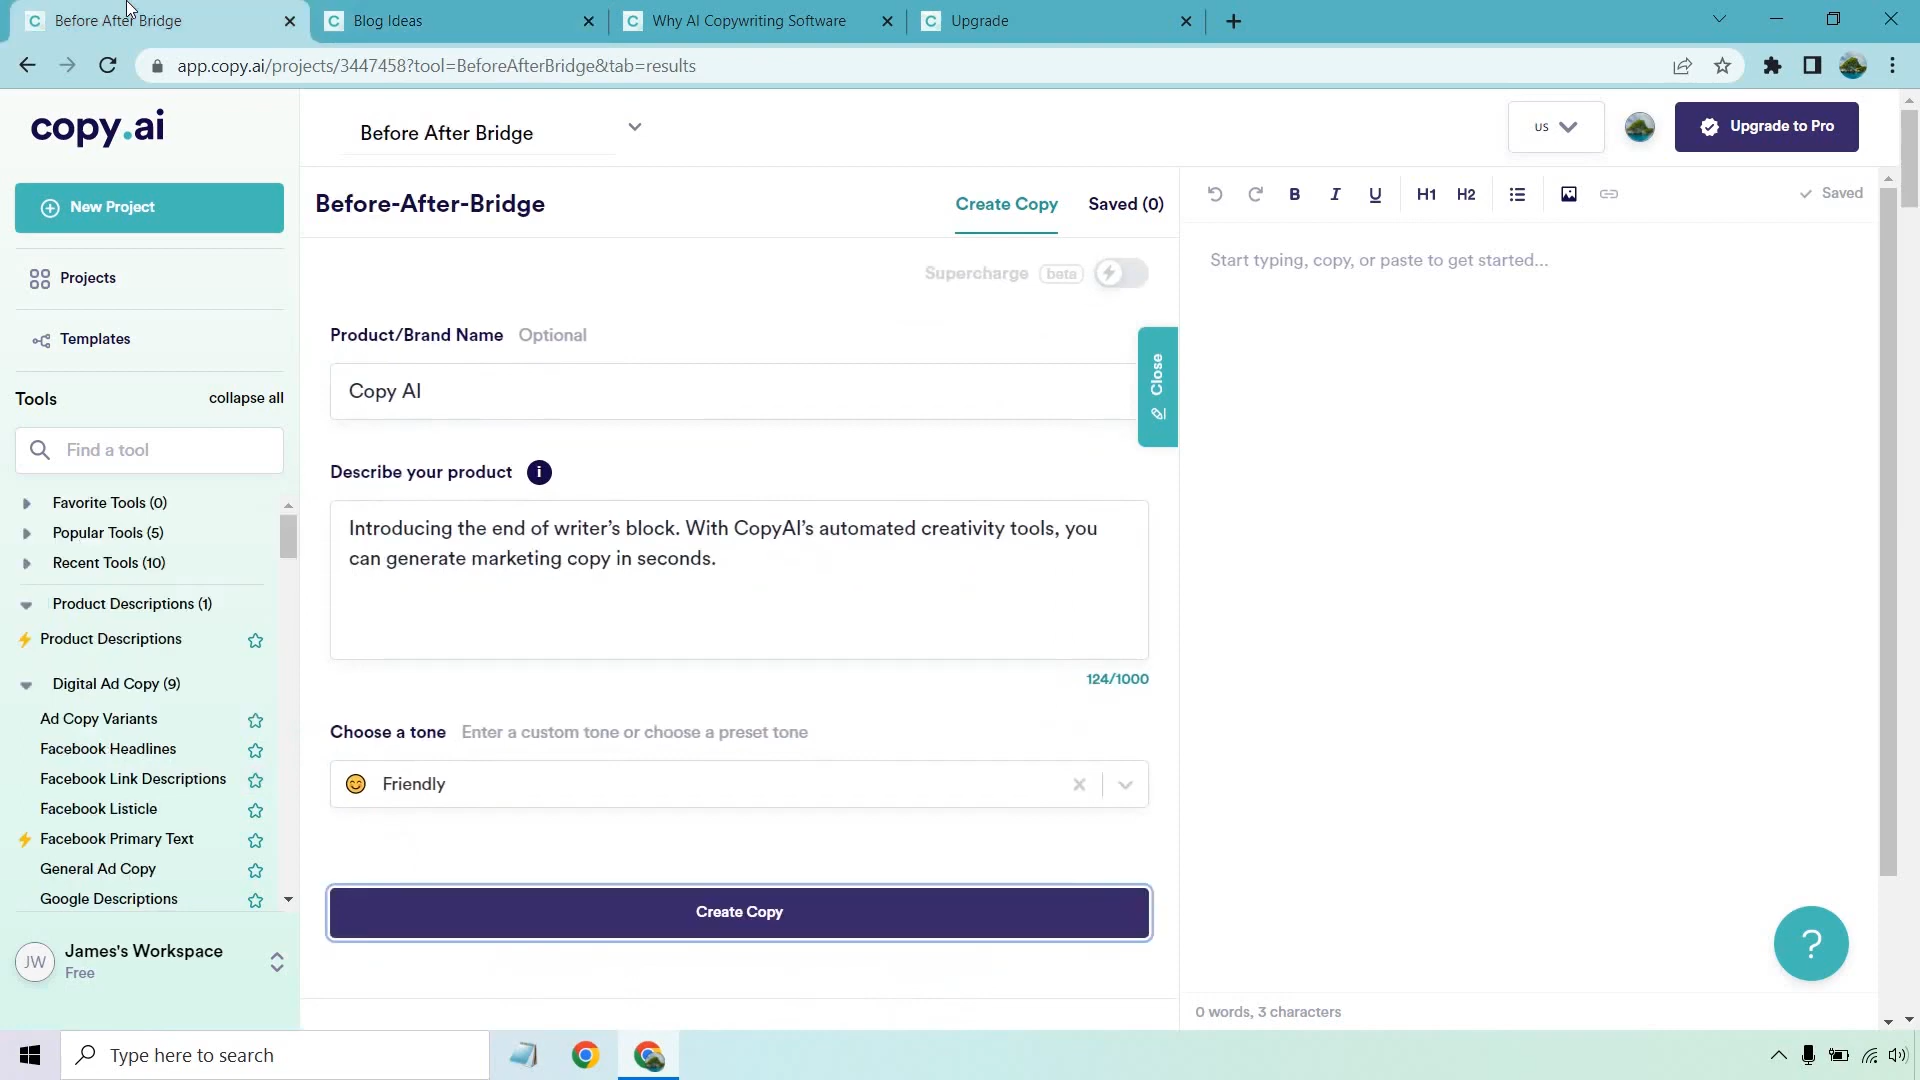 Before After Bridge
Blog Ideas
Why AI Copywriting Software
Upgrade
app.copy.ai/projects/3447458?tool=BeforeAfterBridge&tab=results
copy.ai
Before After Bridge
US
Upgrade to Pro
New Project
Projects
Templates
Tools
collapse all
Find a tool
Favorite Tools (0)
Popular Tools (5)
Recent Tools (10)
Product Descriptions (1)
Product Descriptions
Digital Ad Copy (9)
Ad Copy Variants
Facebook Headlines
Facebook Link Descriptions
Facebook Listicle
Facebook Primary Text
General Ad Copy
Google Descriptions
JW
James's Workspace
Free
Before-After-Bridge
Create Copy
Saved (0)
Supercharge beta
Product/Brand Name Optional
Copy AI
Close
Describe your product i
Introducing the end of writer’s block. With CopyAI’s automated creativity tools, you
can generate marketing copy in seconds.
124/1000
Choose a tone Enter a custom tone or choose a preset tone
Friendly
Create Copy
B I U H1 H2
Saved
Start typing, copy, or paste to get started...
?
0 words, 3 characters
Type here to search